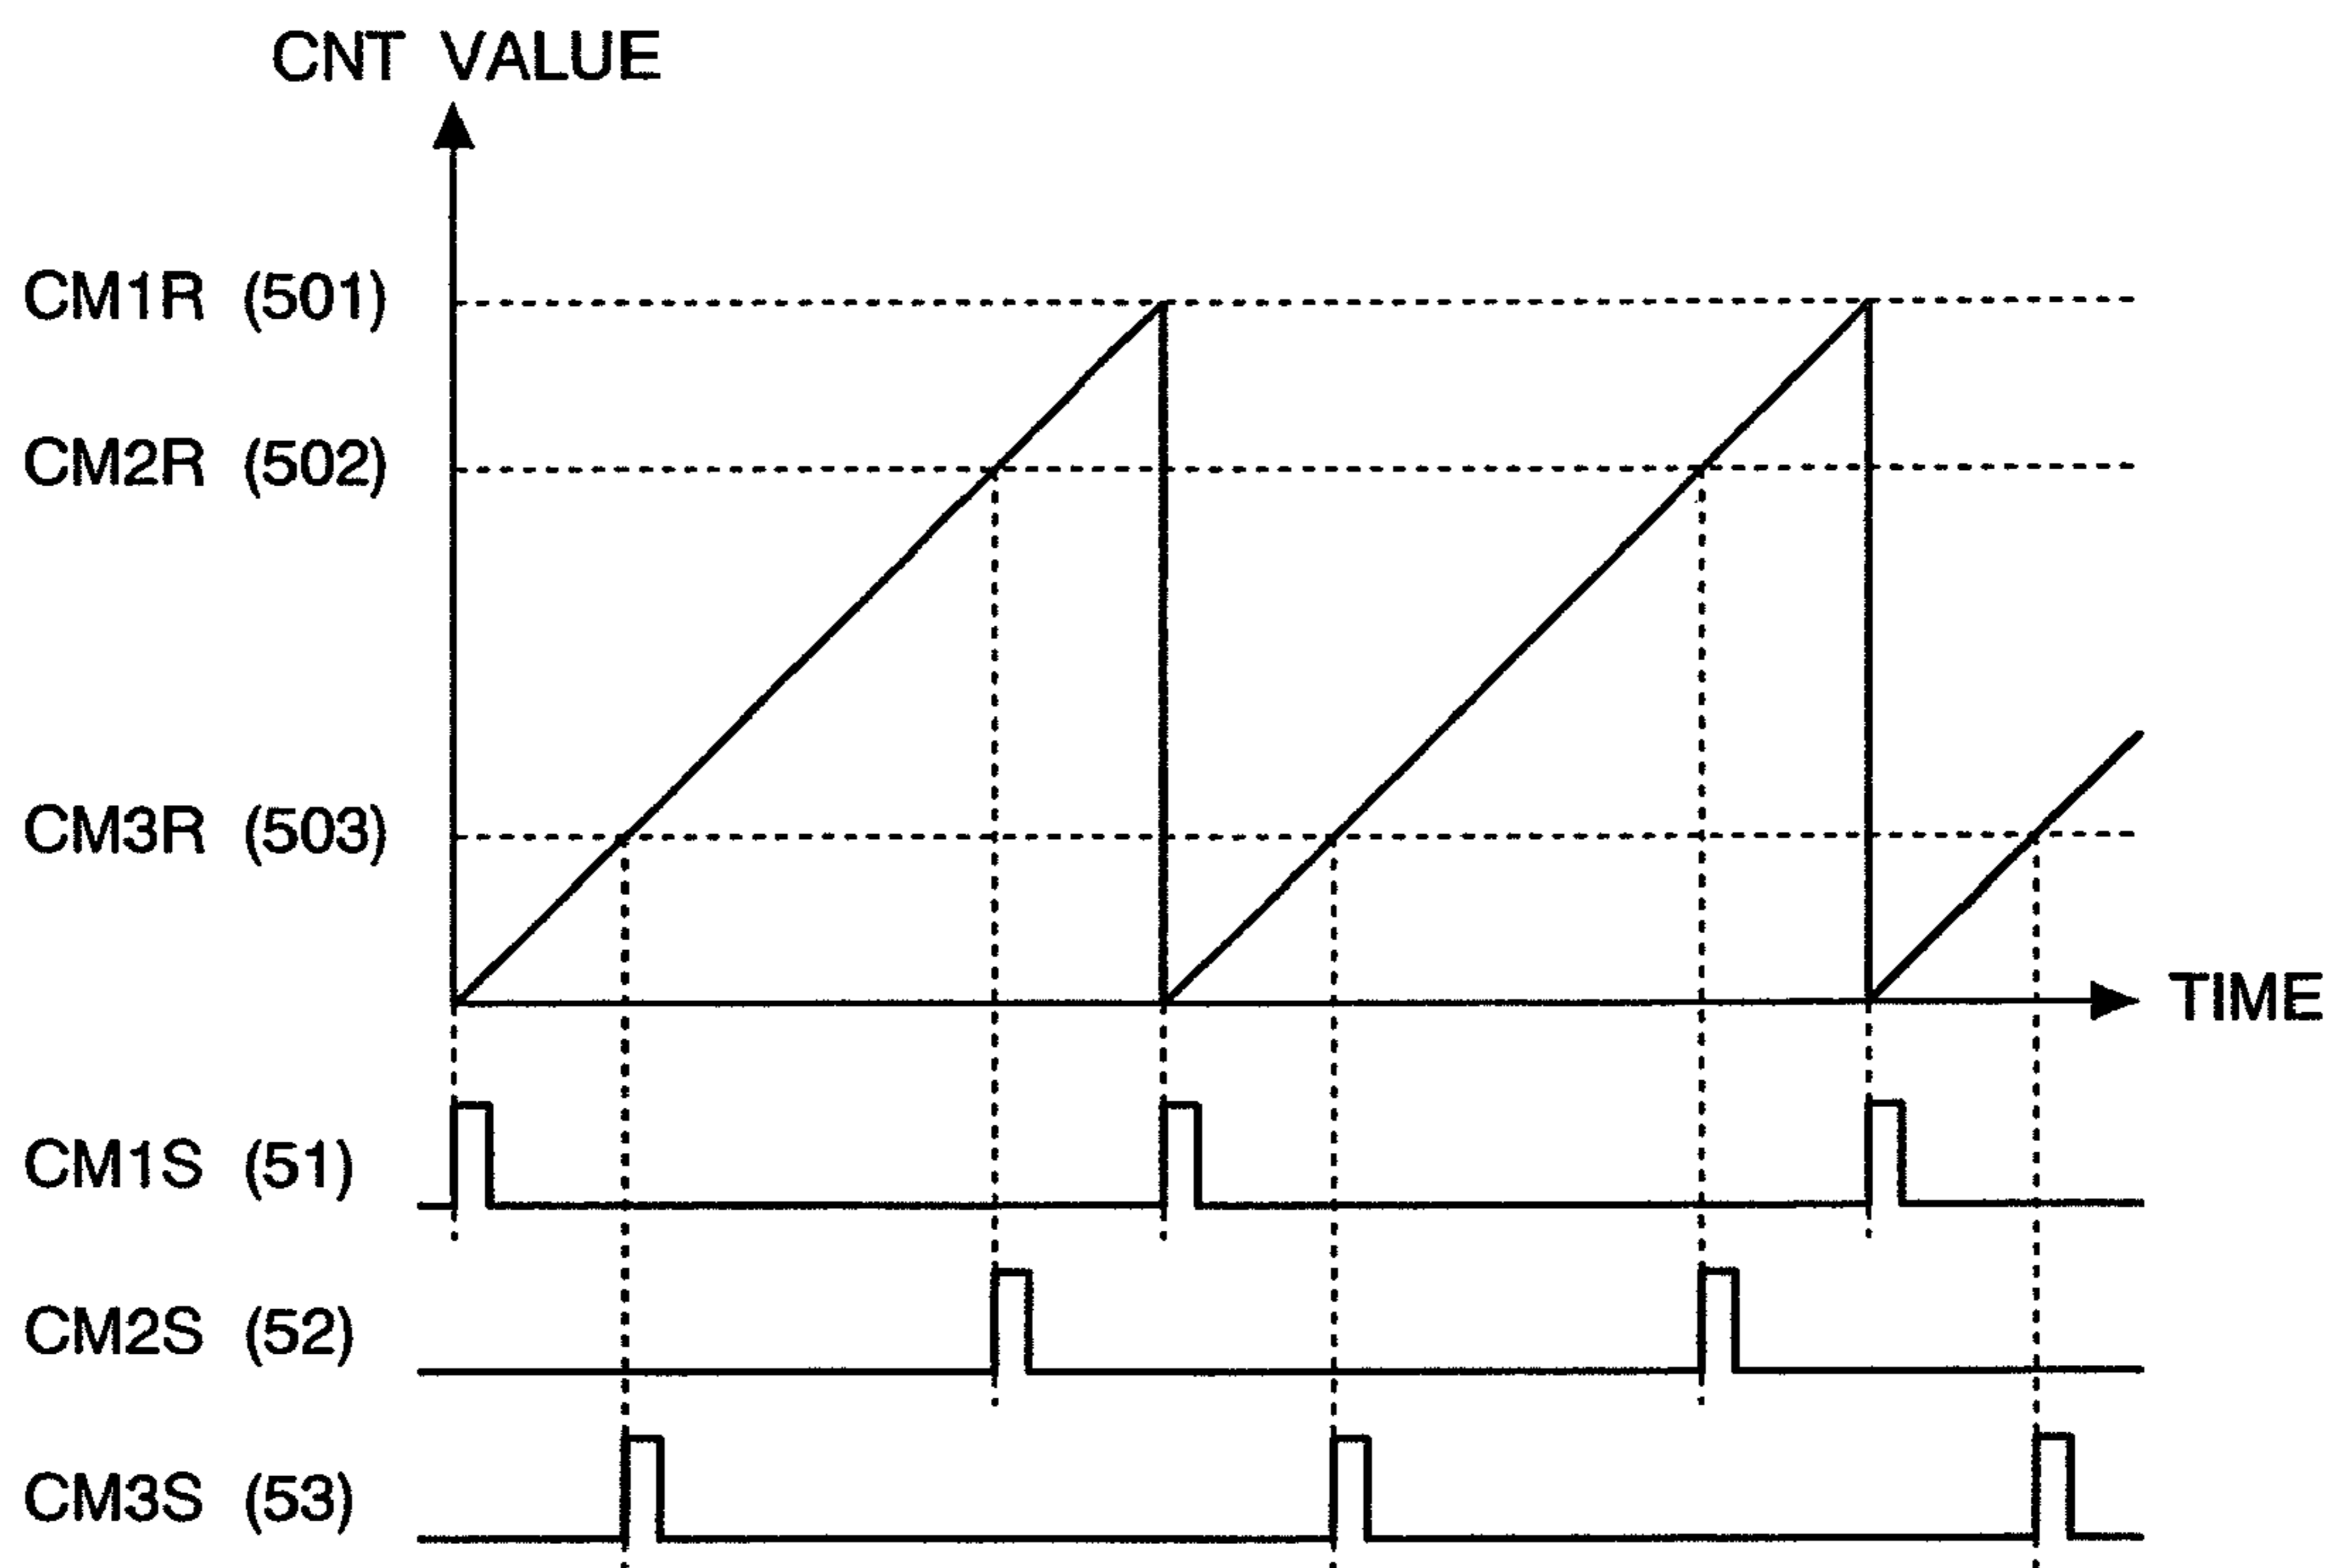 CNT VALUE
CM1R (501)
CM2R (502)
CM3R (503)
TIME
CM1S (51)
CM2S (52)
CM3S (53)